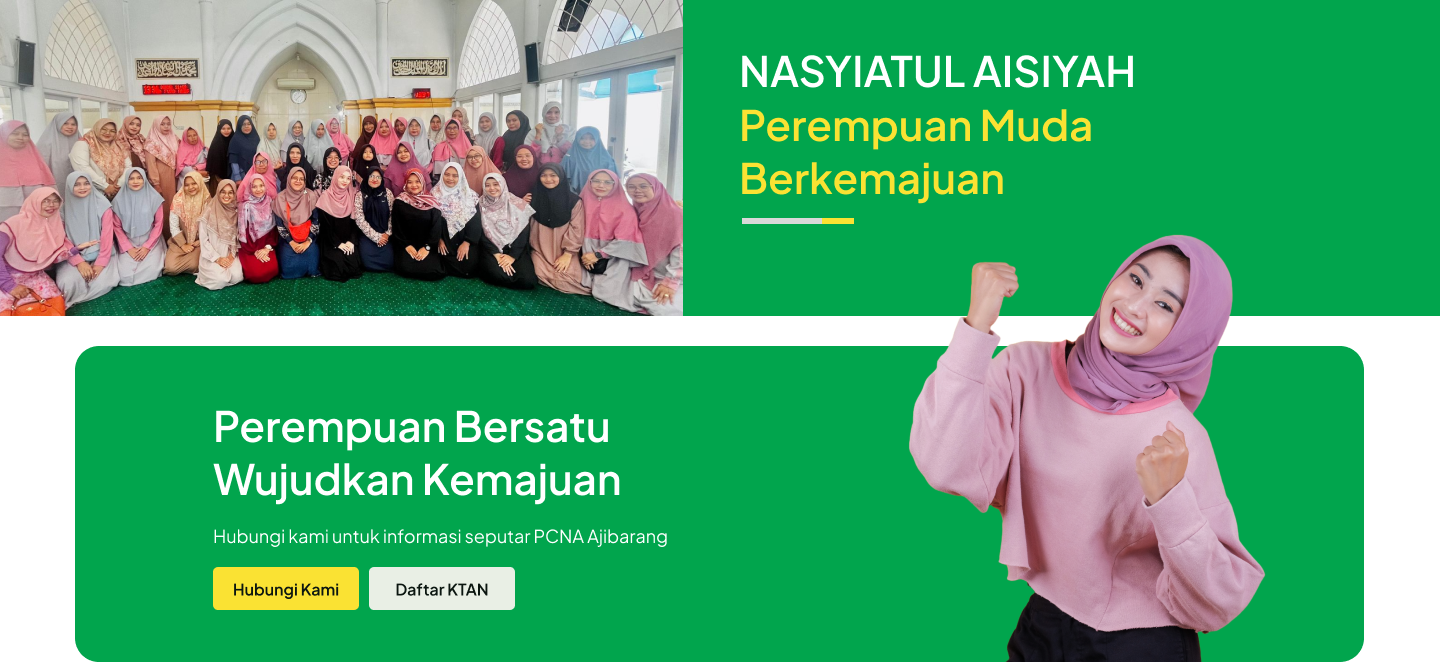 NASYIATUL AISIYAH
Perempuan Muda
Berkemajuan
Perempuan Bersatu
Wujudkan Kemajuan
Hubungi kami untuk informasi seputar PCNA Ajibarang
Hubungi Kami
Daftar KTAN